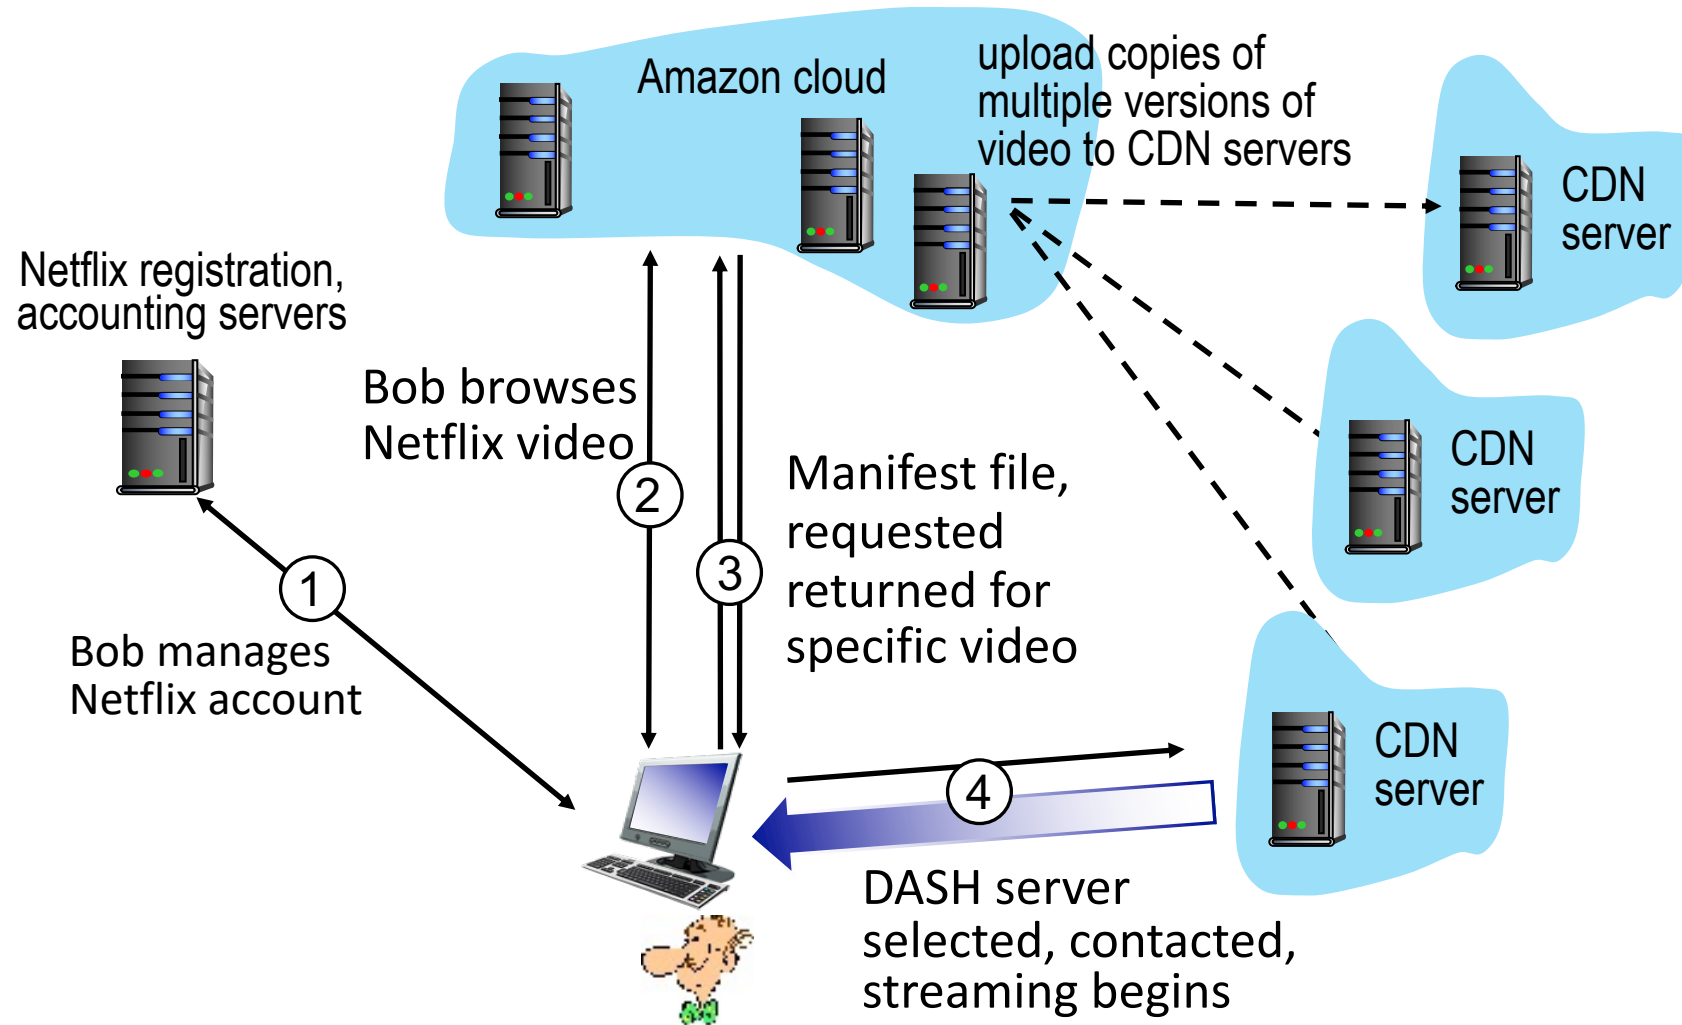 Amazon cloud
upload copies of
multiple versions of
video to CDN servers
CDN
server
Netflix registration,
accounting servers
Bob browses
Netflix video
CDN
server
2
Manifest file,
requested
returned for
specific video
3
1
Bob manages
Netflix account
CDN
server
4
DASH server
selected, contacted,
streaming begins